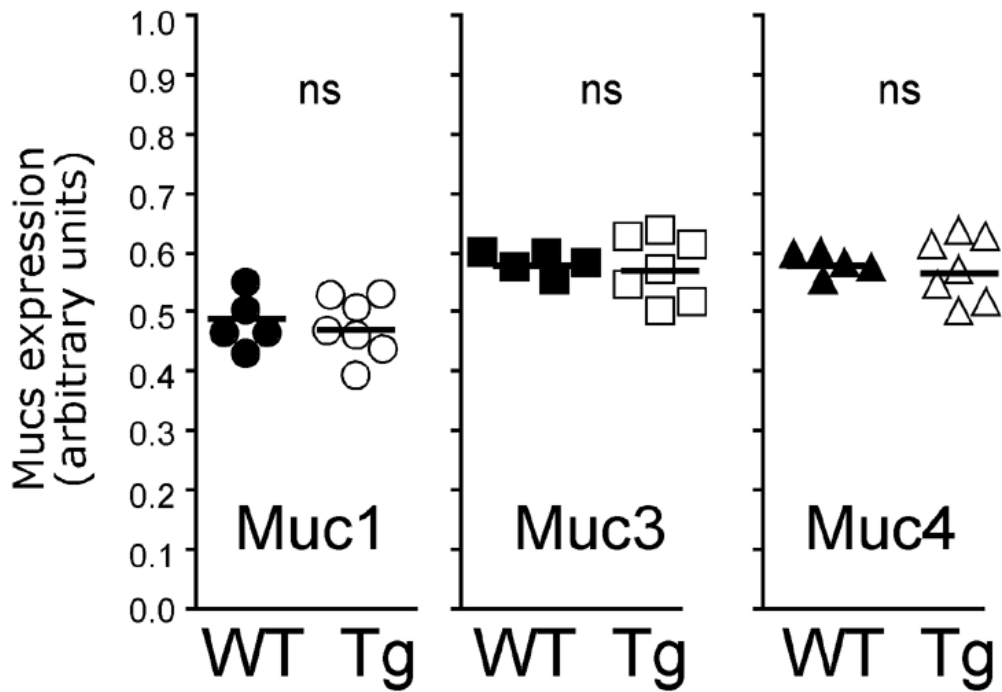 Mucs expression
(arbitrary units)
1.0
0.9
0.8
0.7
0.6
0.5
0.4
0.3
0.2
0.1
0.0
ns
ns
ns
Muc1
Muc3
Muc4
WT Tg
WT Tg
WT Tg